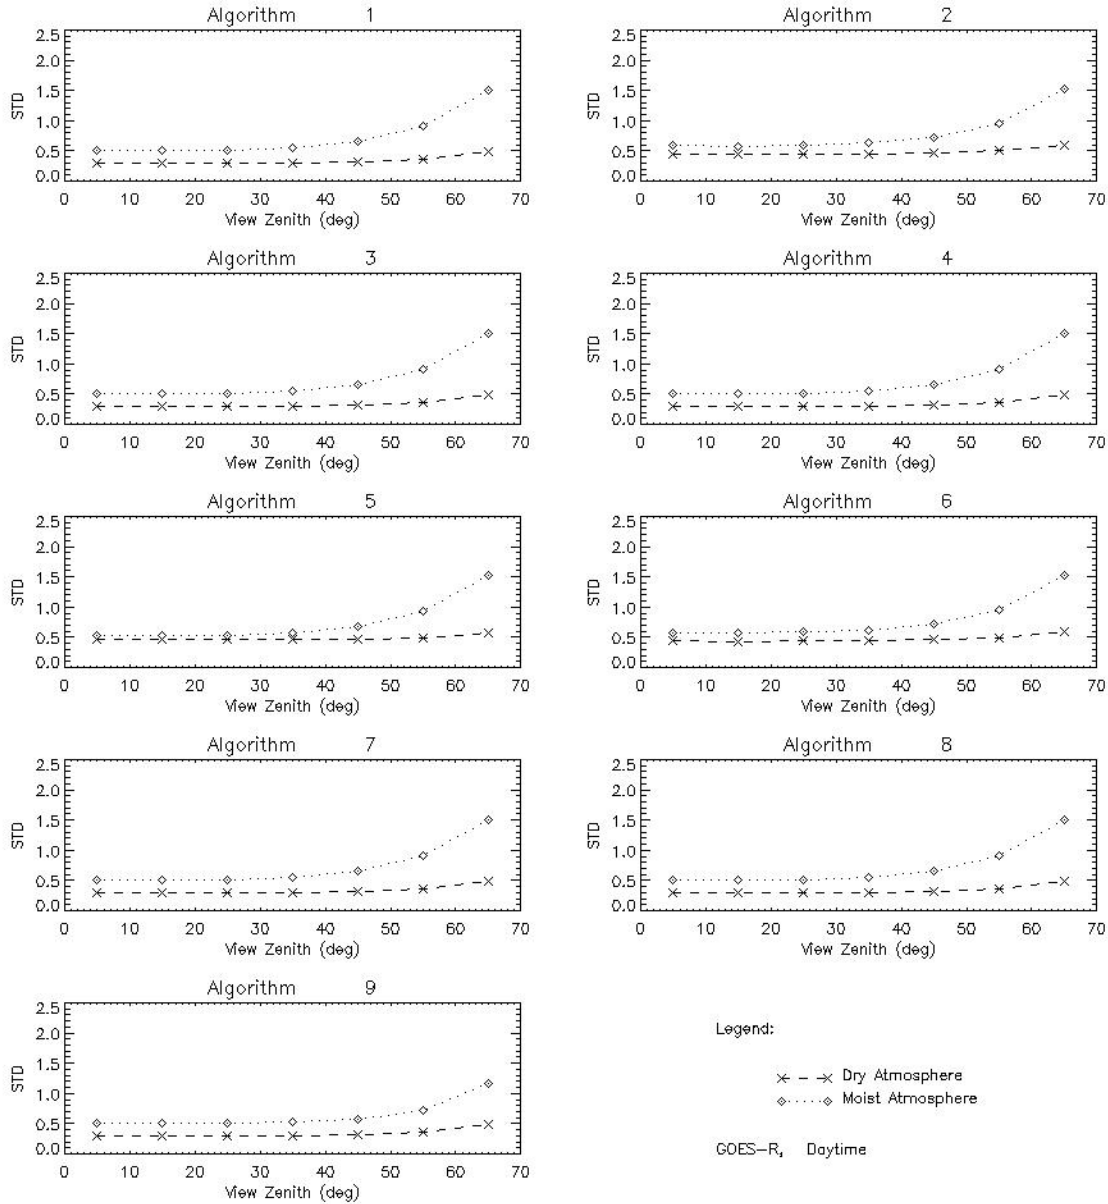 Algorithm 1
2.5
2.0
1.5
1.0
0.5
0.0
STD
0 10 20 30 40 50 60 70
View Zenith (deg)
Algorithm 2
2.5
2.0
1.5
1.0
0.5
0.0
STD
0 10 20 30 40 50 60 70
View Zenith (deg)
Algorithm 3
2.5
2.0
1.5
1.0
0.5
0.0
STD
0 10 20 30 40 50 60 70
View Zenith (deg)
Algorithm 4
2.5
2.0
1.5
1.0
0.5
0.0
STD
0 10 20 30 40 50 60 70
View Zenith (deg)
Algorithm 5
2.5
2.0
1.5
1.0
0.5
0.0
STD
0 10 20 30 40 50 60 70
View Zenith (deg)
Algorithm 6
2.5
2.0
1.5
1.0
0.5
0.0
STD
0 10 20 30 40 50 60 70
View Zenith (deg)
Algorithm 7
2.5
2.0
1.5
1.0
0.5
0.0
STD
0 10 20 30 40 50 60 70
View Zenith (deg)
Algorithm 8
2.5
2.0
1.5
1.0
0.5
0.0
STD
0 10 20 30 40 50 60 70
View Zenith (deg)
Algorithm 9
2.5
2.0
1.5
1.0
0.5
0.0
STD
0 10 20 30 40 50 60 70
View Zenith (deg)
Legend:
Dry Atmosphere
Moist Atmosphere
GOES-R, Daytime